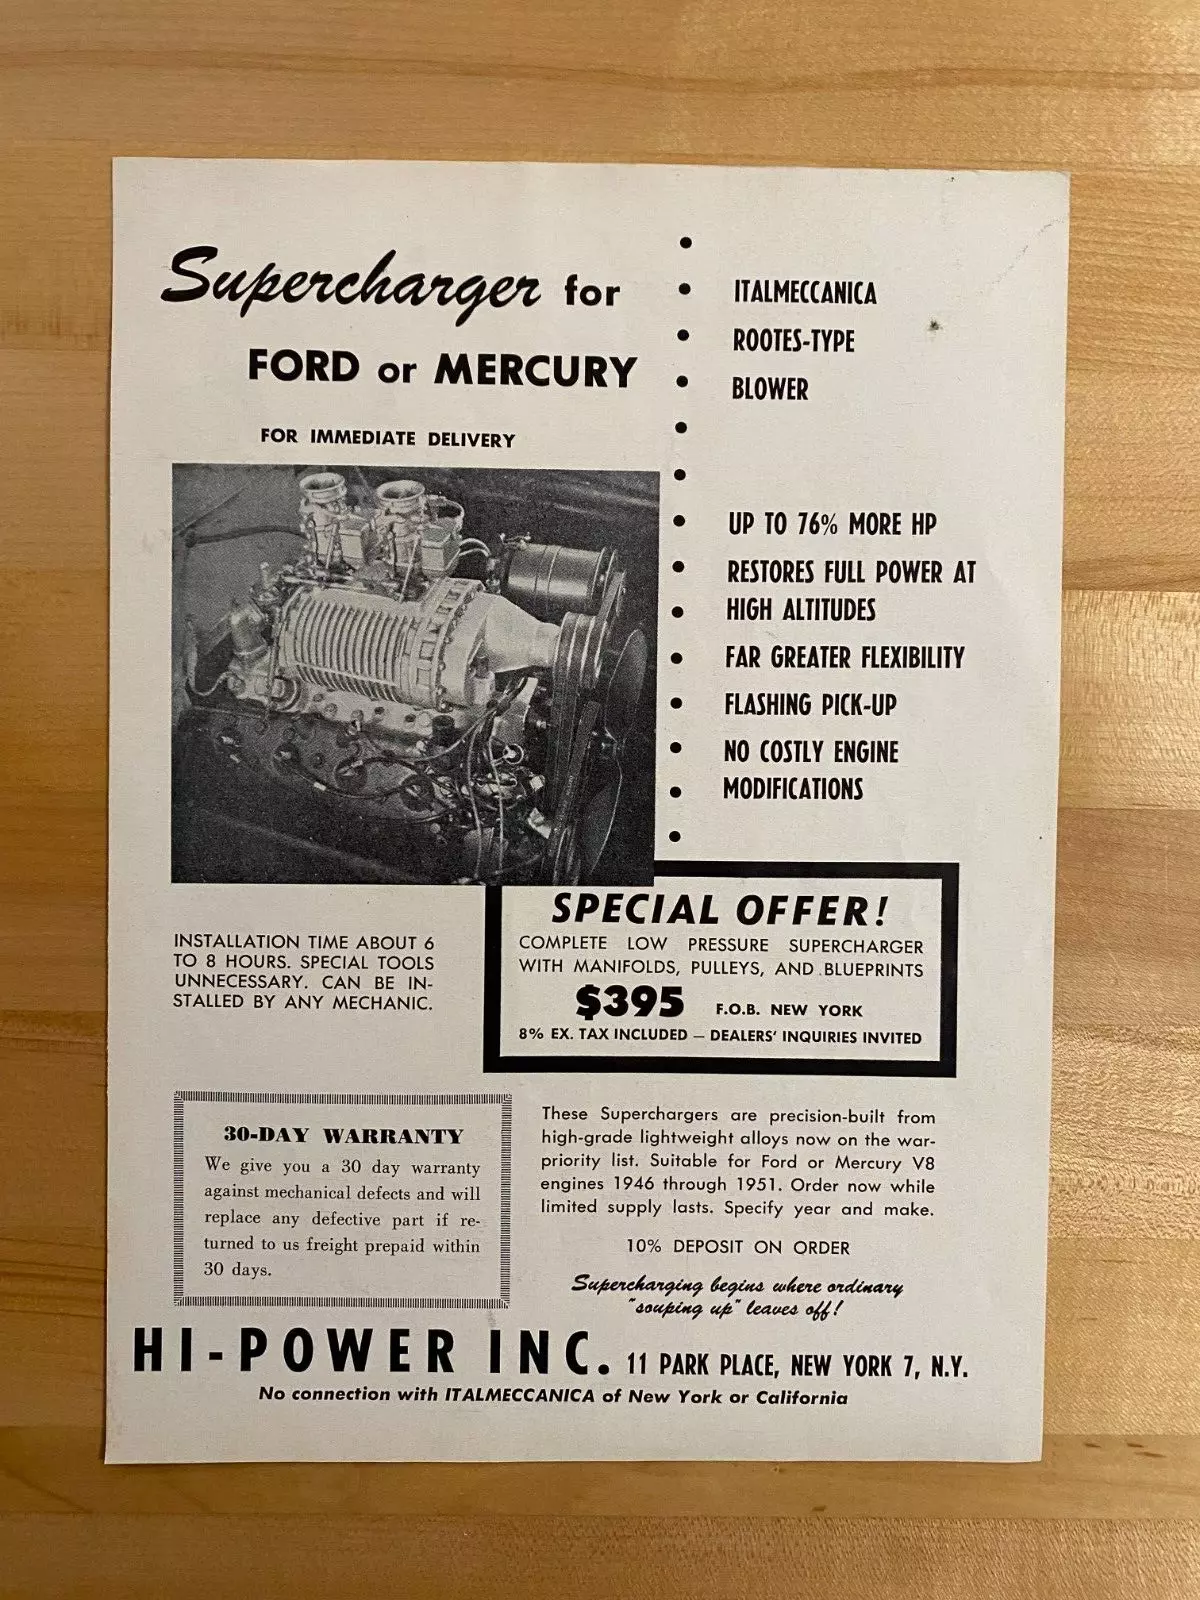 Supercharger for
FORD or MERCURY
FOR IMMEDIATE DELIVERY
ITALMECCANICA
ROOTES-TYPE
BLOWER
UP TO 76% MORE HP
RESTORES FULL POWER AT
HIGH ALTITUDES
FAR GREATER FLEXIBILITY
FLASHING PICK-UP
NO COSTLY ENGINE
MODIFICATIONS
INSTALLATION TIME ABOUT 6
TO 8 HOURS. SPECIAL TOOLS
UNNECESSARY. CAN BE IN-
STALLED BY ANY MECHANIC.
SPECIAL OFFER!
COMPLETE LOW PRESSURE SUPERCHARGER
WITH MANIFOLDS, PULLEYS, AND BLUEPRINTS
$395 F.O.B. NEW YORK
8% EX. TAX INCLUDED — DEALERS' INQUIRIES INVITED
30-DAY WARRANTY
We give you a 30 day warranty
against mechanical defects and will
replace any defective part if re-
turned to us freight prepaid within
30 days.
These Superchargers are precision-built from
high-grade lightweight alloys now on the war-
priority list. Suitable for Ford or Mercury V8
engines 1946 through 1951. Order now while
limited supply lasts. Specify year and make.
10% DEPOSIT ON ORDER
Supercharging begins where ordinary
"souping up" leaves off!
HI-POWER INC. 11 PARK PLACE, NEW YORK 7, N.Y.
No connection with ITALMECCANICA of New York or California